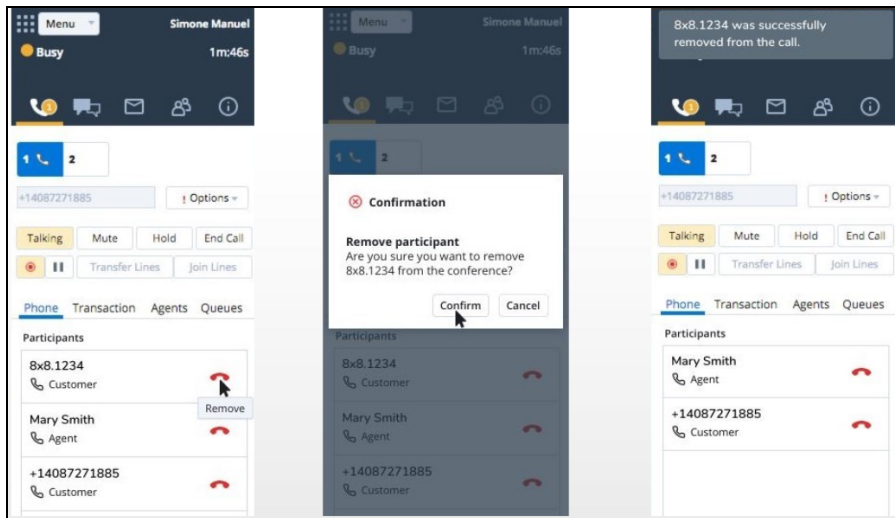 Menu
Simone Manuel
Busy
1m:46s
1
1
2
+14087271885
! Options
Talking
Mute
Hold
End Call
Transfer Lines
Join Lines
Phone
Transaction
Agents
Queues
Participants
8x8.1234
Customer
Remove
Mary Smith
Agent
+14087271885
Customer
Menu
Simone Manuel
Busy
1m:46s
1
1
2
Confirmation
Remove participant
Are you sure you want to remove
8x8.1234 from the conference?
Confirm
Cancel
Participants
8x8.1234
Customer
Mary Smith
Agent
+14087271885
Customer
8x8.1234 was successfully
removed from the call.
1
1
2
+14087271885
! Options
Talking
Mute
Hold
End Call
Transfer Lines
Join Lines
Phone
Transaction
Agents
Queues
Participants
Mary Smith
Agent
+14087271885
Customer